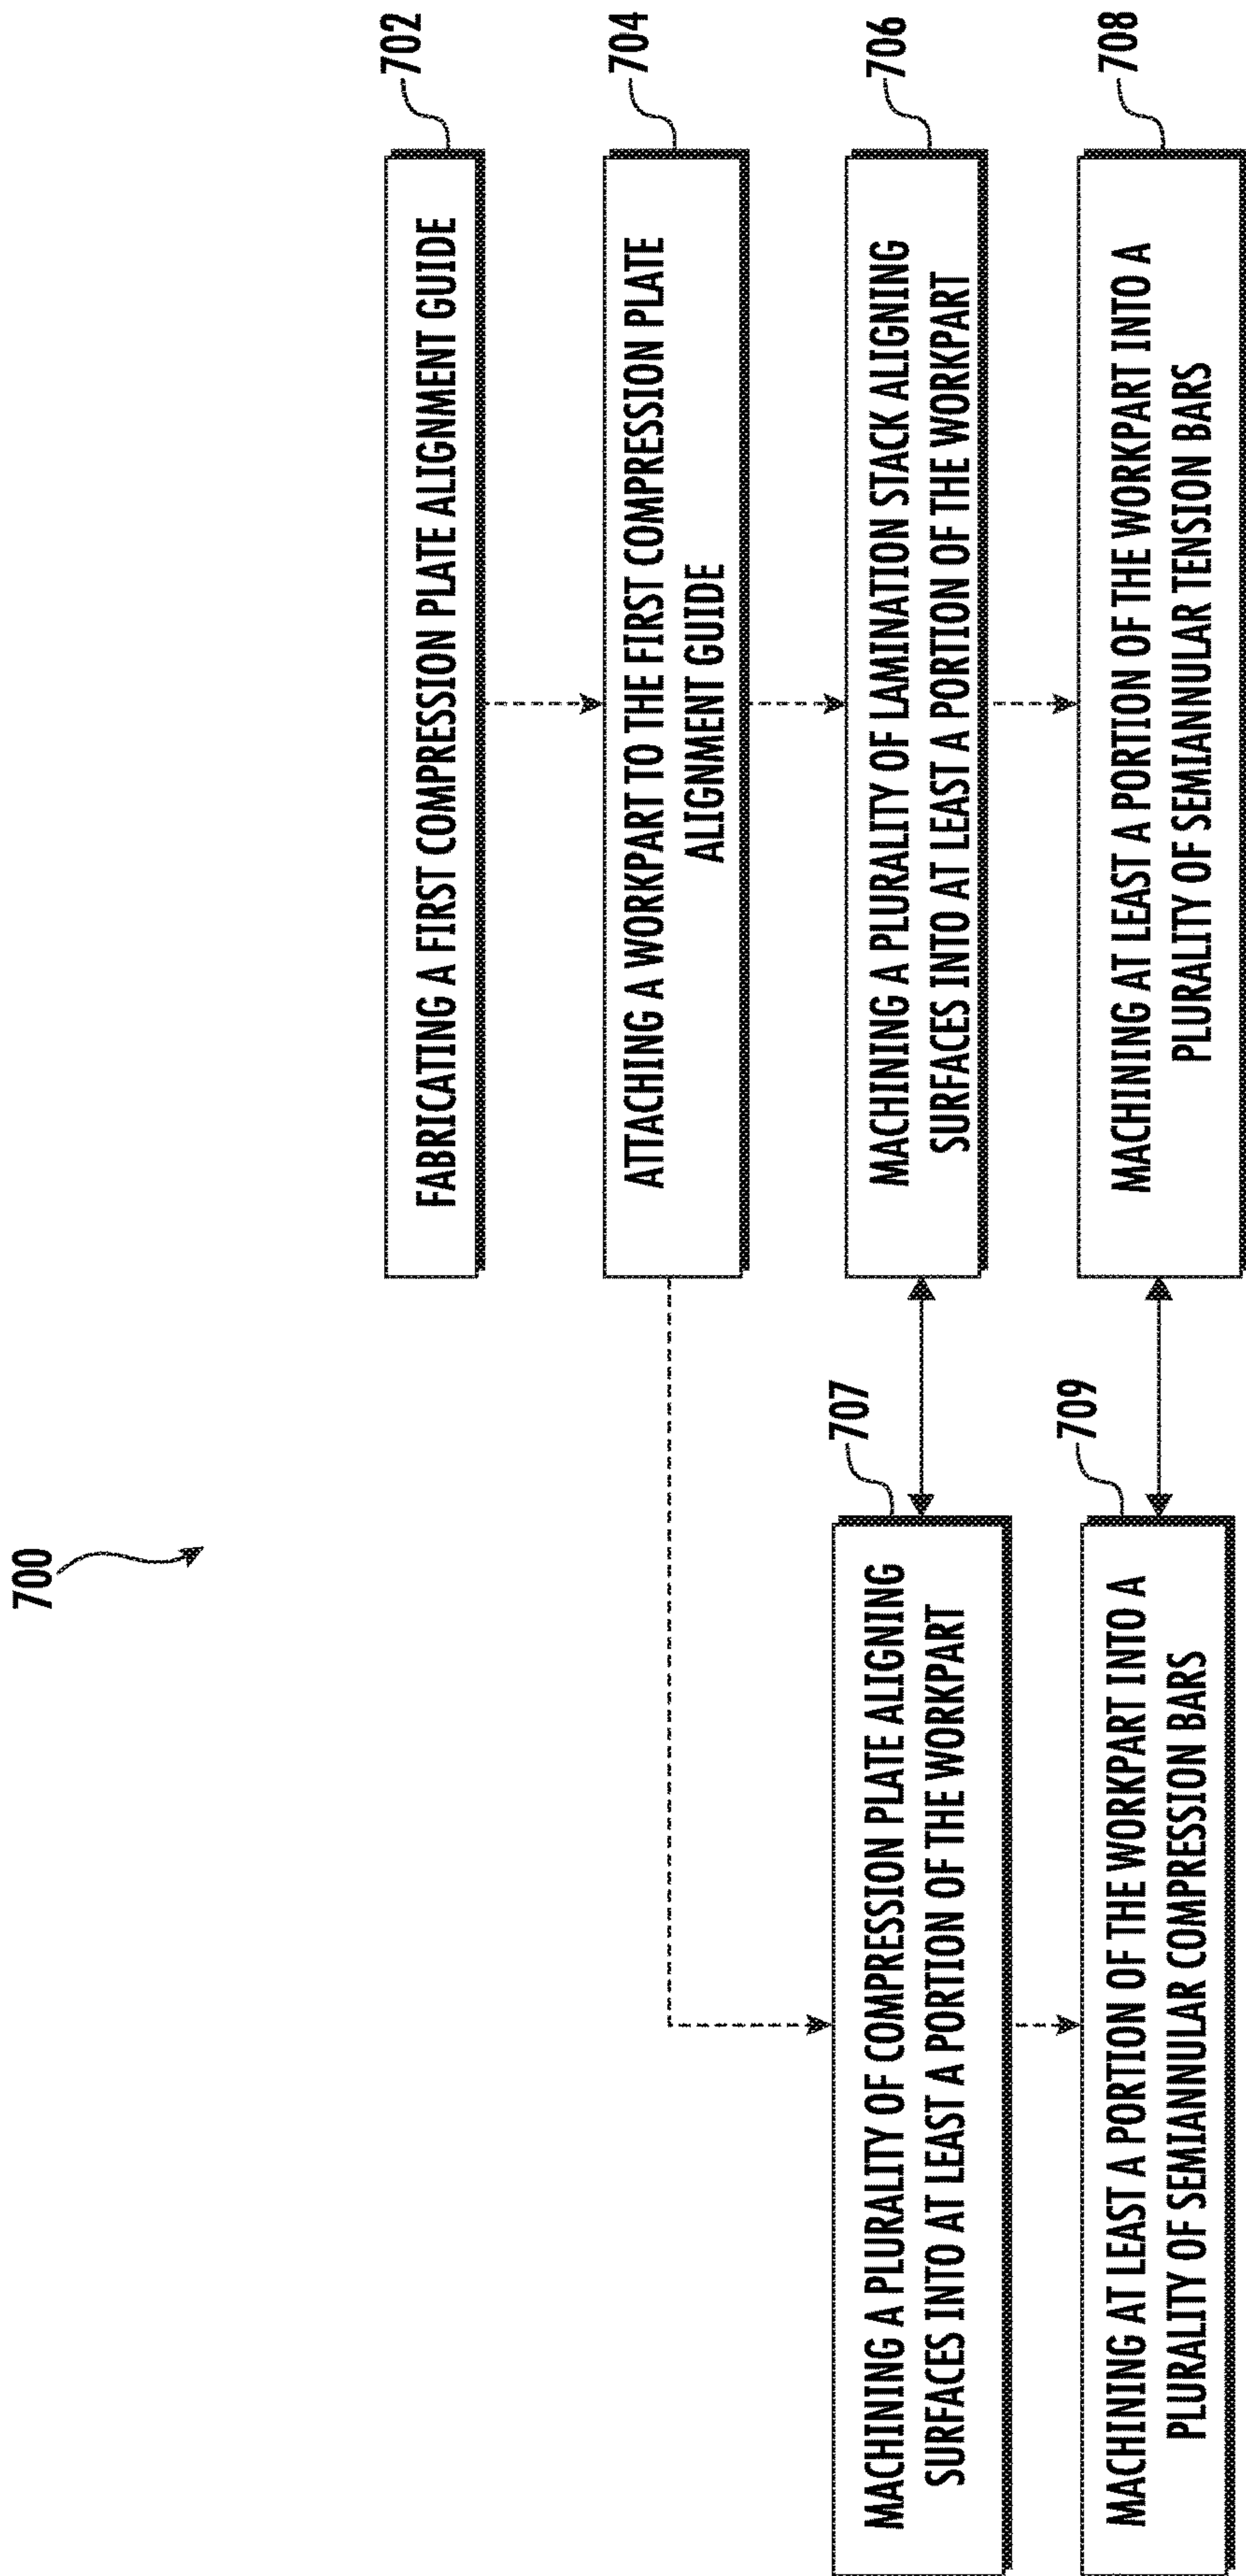 700
702
FABRICATING A FIRST COMPRESSION PLATE ALIGNMENT GUIDE
704
ATTACHING A WORKPART TO THE FIRST COMPRESSION PLATE
ALIGNMENT GUIDE
706
MACHINING A PLURALITY OF LAMINATION STACK ALIGNING
SURFACES INTO AT LEAST A PORTION OF THE WORKPART
707
MACHINING A PLURALITY OF COMPRESSION PLATE ALIGNING
SURFACES INTO AT LEAST A PORTION OF THE WORKPART
708
MACHINING AT LEAST A PORTION OF THE WORKPART INTO A
PLURALITY OF SEMIANNULAR TENSION BARS
709
MACHINING AT LEAST A PORTION OF THE WORKPART INTO A
PLURALITY OF SEMIANNULAR COMPRESSION BARS